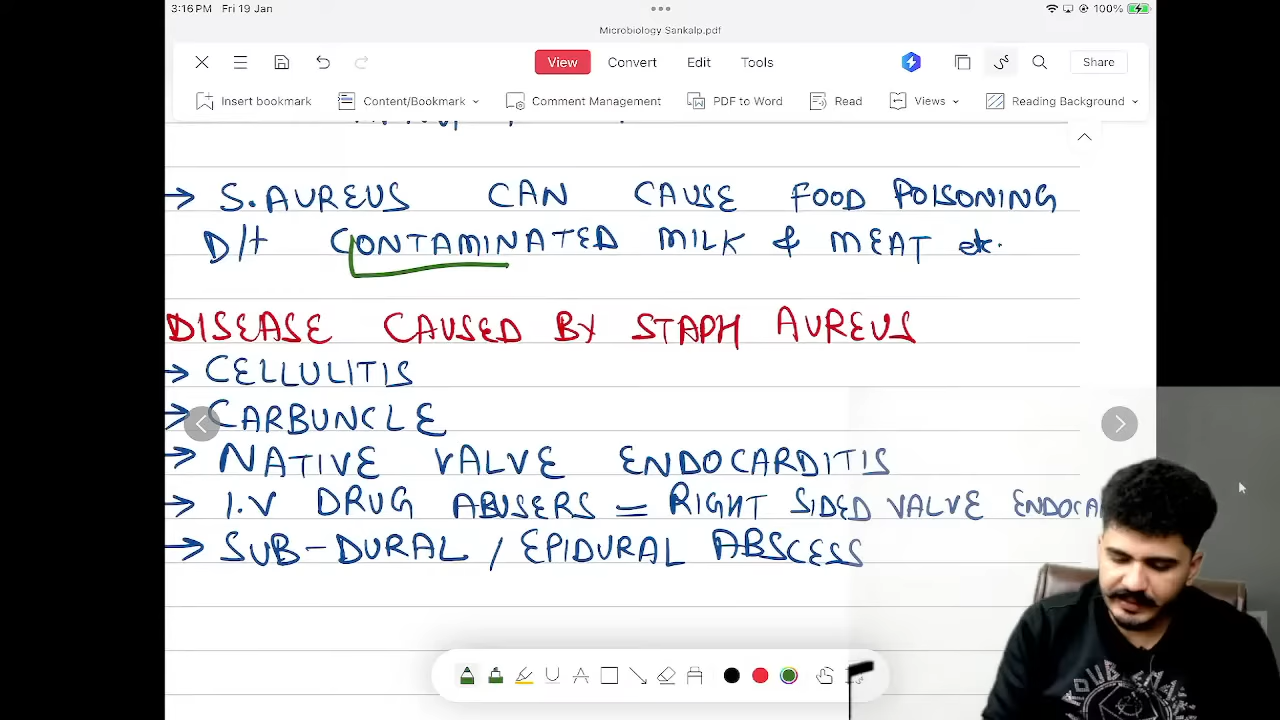 3:16 PM Fri 19 Jan 100%
Microbiology Sankalp.pdf
View Convert Edit Tools Share
Insert bookmark Content/Bookmark Comment Management PDF to Word Read Views Reading Background
→ S. AUREUS CAN CAUSE FOOD POISONING
D/t CONTAMINATED MILK & MEAT etc.
DISEASE CAUSED BY STAPH AUREUS
→ CELLULITIS
→ CARBUNCLE
→ NATIVE VALVE ENDOCARDITIS
→ I.V DRUG ABUSERS = RIGHT SIDED VALVE ENDOCA
→ SUB-DURAL / EPIDURAL ABSCESS